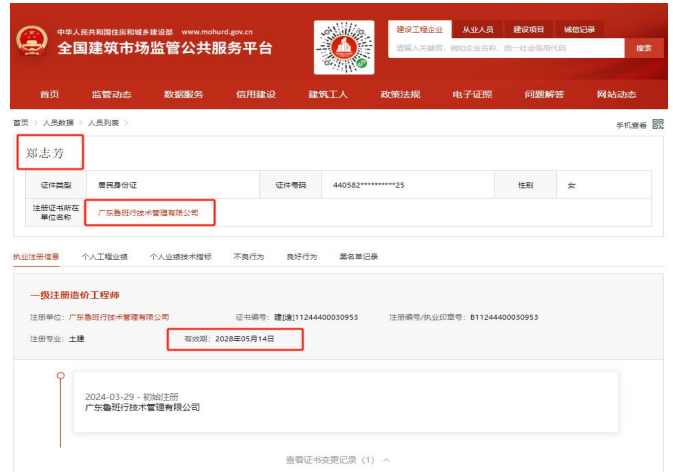 中华人民共和国住房和城乡建设部 www.mohurd.gov.cn
全国建筑市场监管公共服务平台
建设工程企业 从业人员 建设项目 诚信记录
请输入关键词，例如企业名称、统一社会信用代码 搜索
首页 监管动态 数据服务 信用建设 建筑工人 政策法规 电子证照 问题解答 网站动态
首页 > 人员数据 > 人员列表 > 手机查看
郑志芳
证件类型 居民身份证 证件号码 440582**********25 性别 女
注册证书所在单位名称 广东鲁班行技术管理有限公司
执业注册信息 个人工程业绩 个人业绩技术指标 不良行为 良好行为 黑名单记录
一级注册造价工程师
注册单位：广东鲁班行技术管理有限公司 证书编号：建[造]11244400030953 注册编号/执业印章号：B11244400030953
注册专业：土建 有效期：2028年05月14日
2024-03-29 - 初始注册
广东鲁班行技术管理有限公司
查看证书变更记录（1） ︿